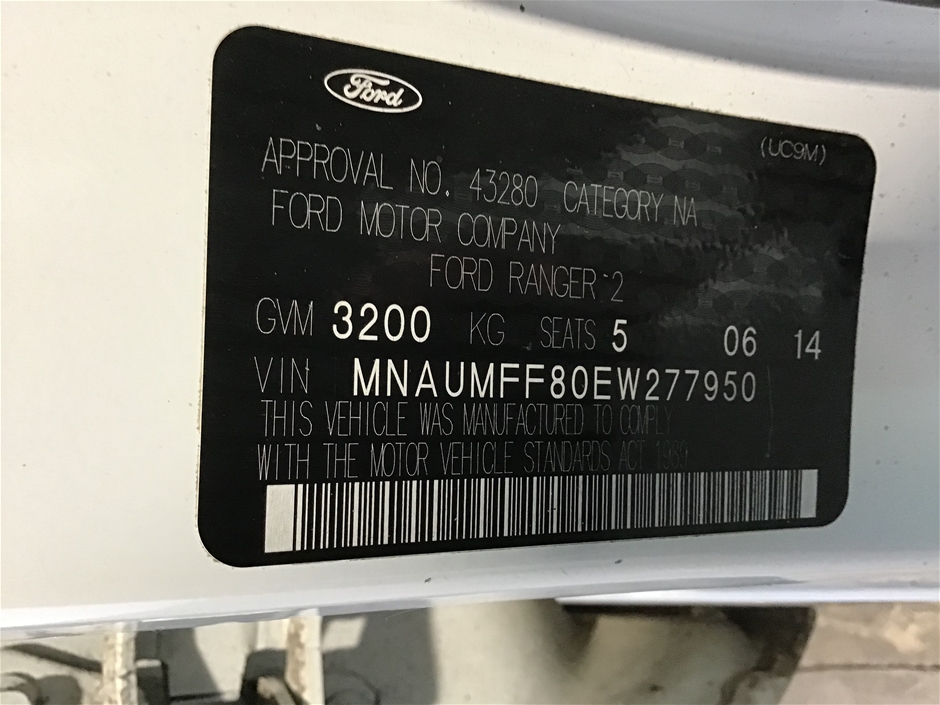 Ford
(UC9M)
APPROVAL NO. 43280 CATEGORY NA
FORD MOTOR COMPANY
FORD RANGER 2
GVM 3200 KG SEATS 5 06 14
VIN MNAUMFF80EW277950
THIS VEHICLE WAS MANUFACTURED TO COMPLY
WITH THE MOTOR VEHICLE STANDARDS ACT 1989